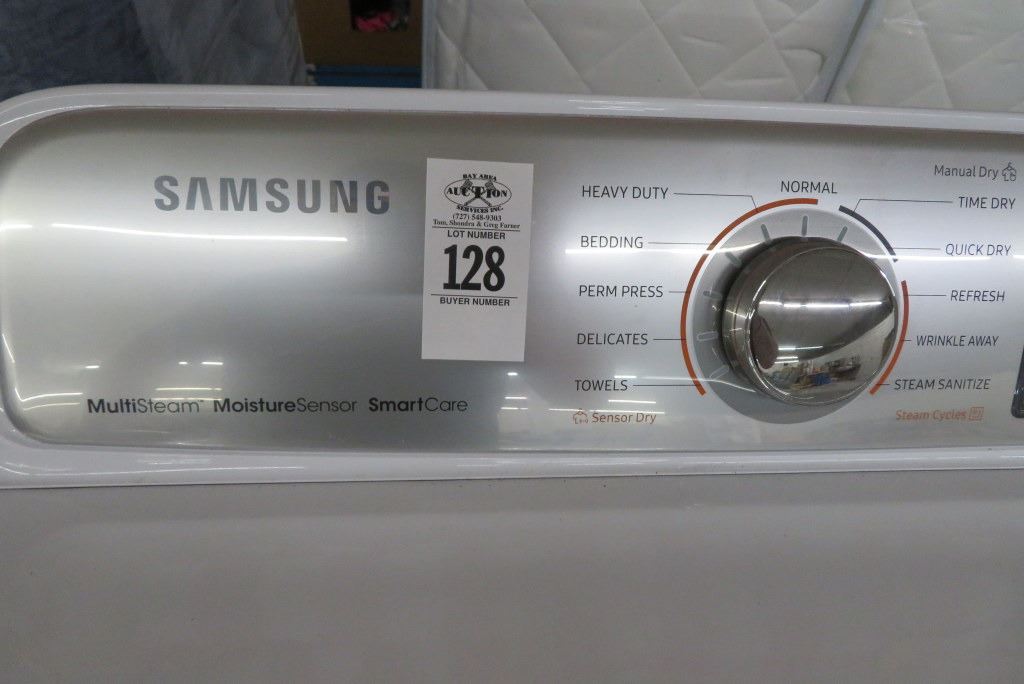 SAMSUNG
MultiSteam™ MoistureSensor SmartCare
BAY AREA
AUCTION
SERVICES INC.
(727) 548-9303
Tom, Shondra & Greg Farner
LOT NUMBER
128
BUYER NUMBER
HEAVY DUTY
BEDDING
PERM PRESS
DELICATES
TOWELS
Sensor Dry
NORMAL
Manual Dry
TIME DRY
QUICK DRY
REFRESH
WRINKLE AWAY
STEAM SANITIZE
Steam Cycles